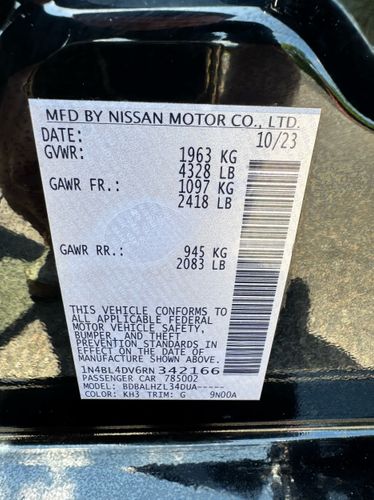 MFD BY NISSAN MOTOR CO., LTD.
DATE: 10/23
GVWR: 1963 KG
4328 LB
GAWR FR.: 1097 KG
2418 LB
GAWR RR.: 945 KG
2083 LB
THIS VEHICLE CONFORMS TO
ALL APPLICABLE FEDERAL
MOTOR VEHICLE SAFETY,
BUMPER, AND THEFT
PREVENTION STANDARDS IN
EFFECT ON THE DATE OF
MANUFACTURE SHOWN ABOVE.
1N4BL4DV6RN342166
PASSENGER CAR 78500Z
MODEL: BDBALHZL34DUA-----
COLOR: KH3 TRIM: G 9N00A